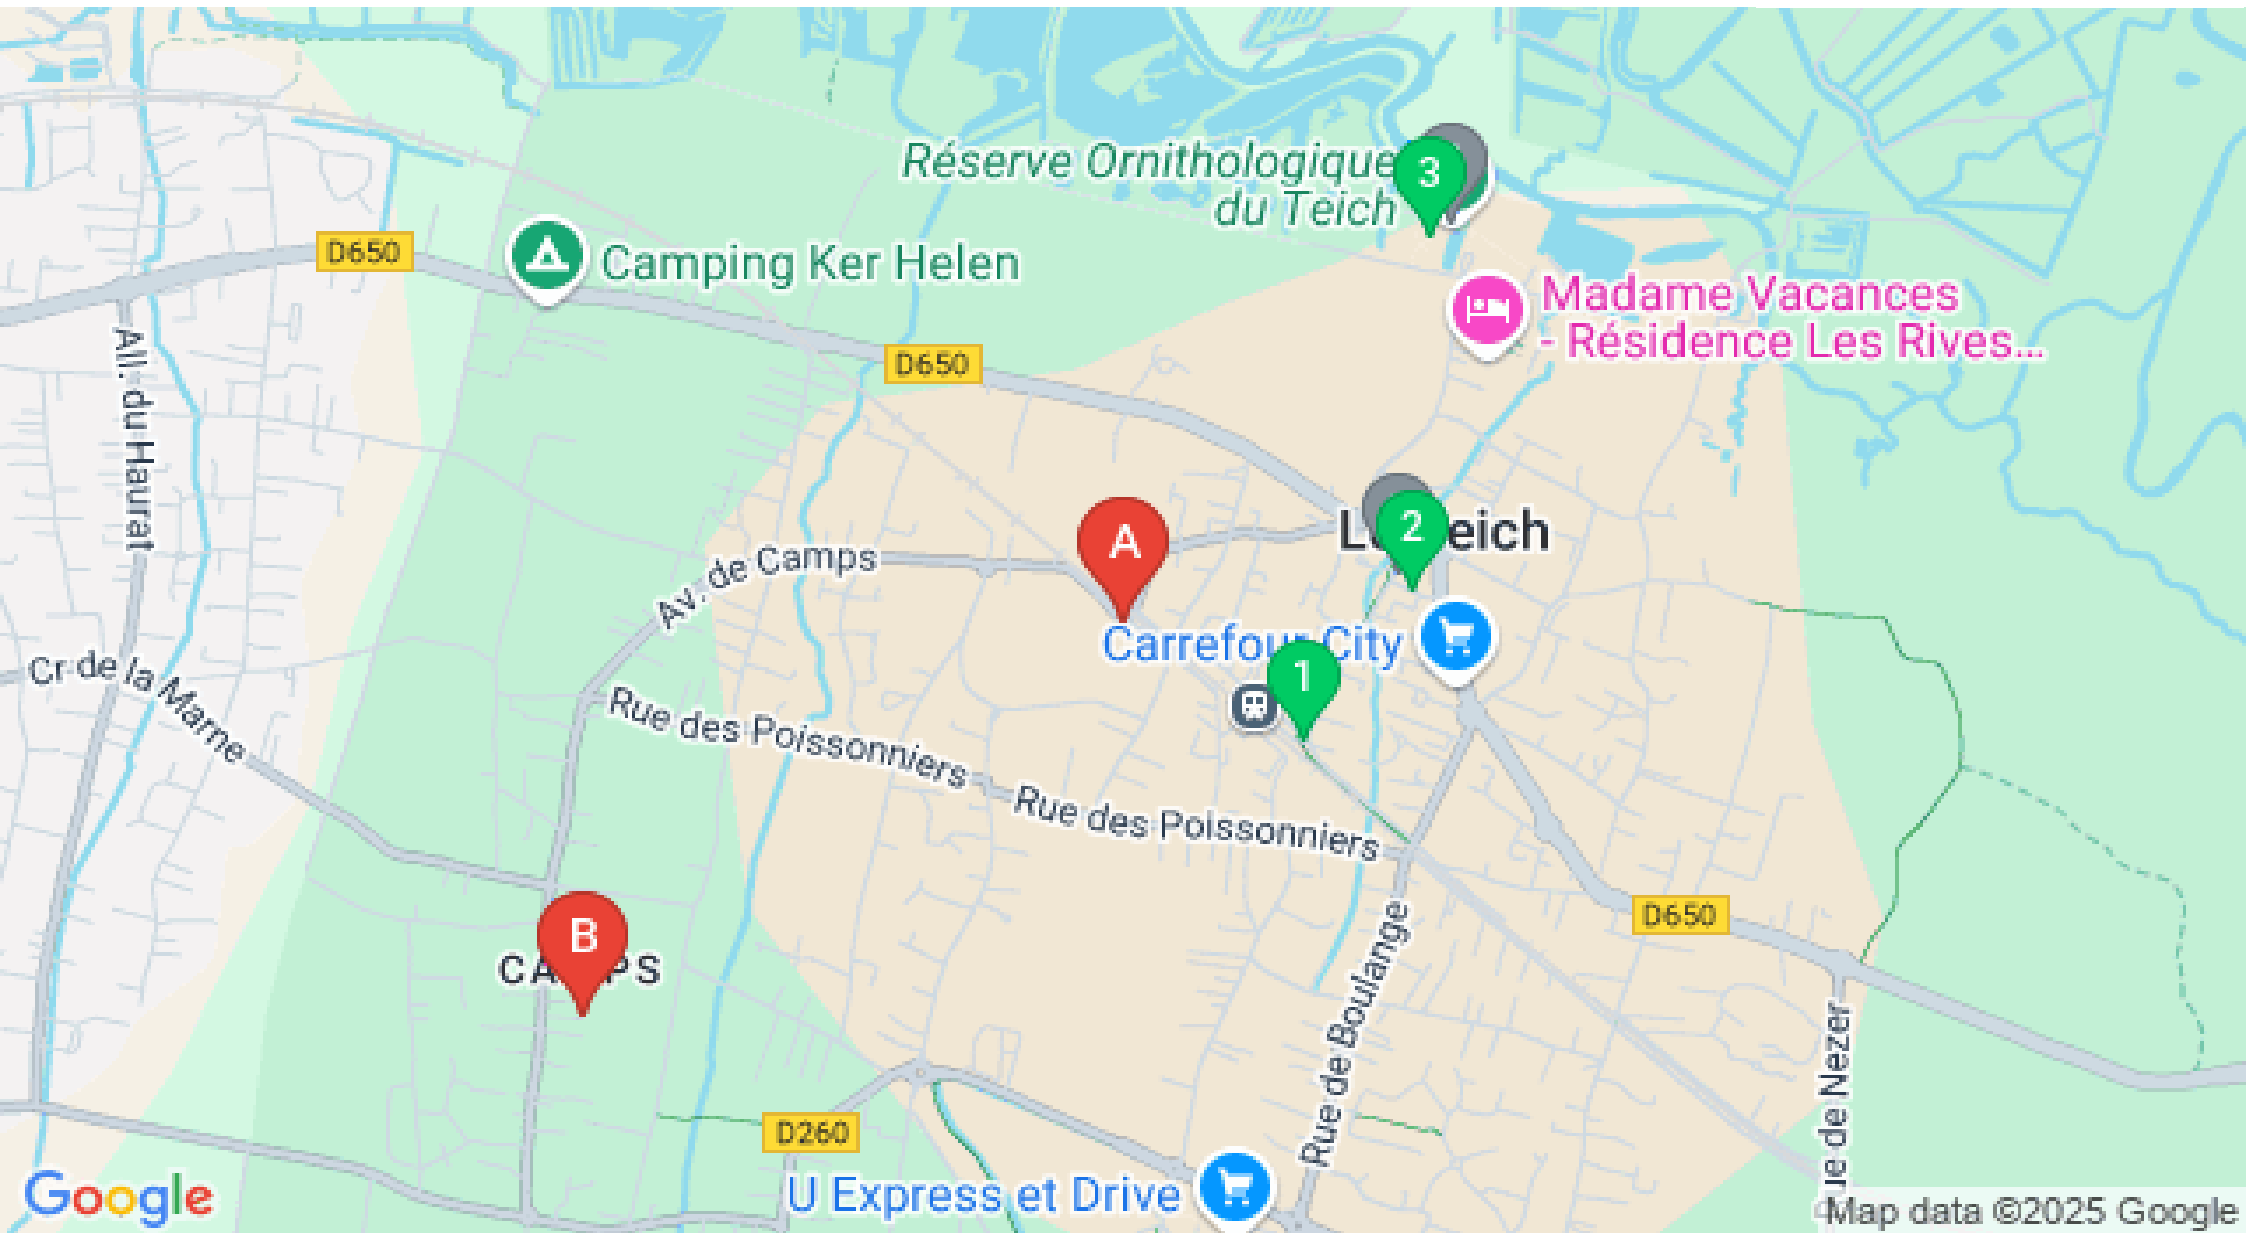 Réserve Ornithologique
du Teich
3
D650
Camping Ker Helen
Madame Vacances
- Résidence Les Rives...
D650
All. du Haurat
A
2
Av. de Camps
Carrefour City
1
Cr de la Marne
Rue des Poissonniers
Rue des Poissonniers
B
D650
Rue de Boulange
D260
U Express et Drive
Google
Map data ©2025 Google